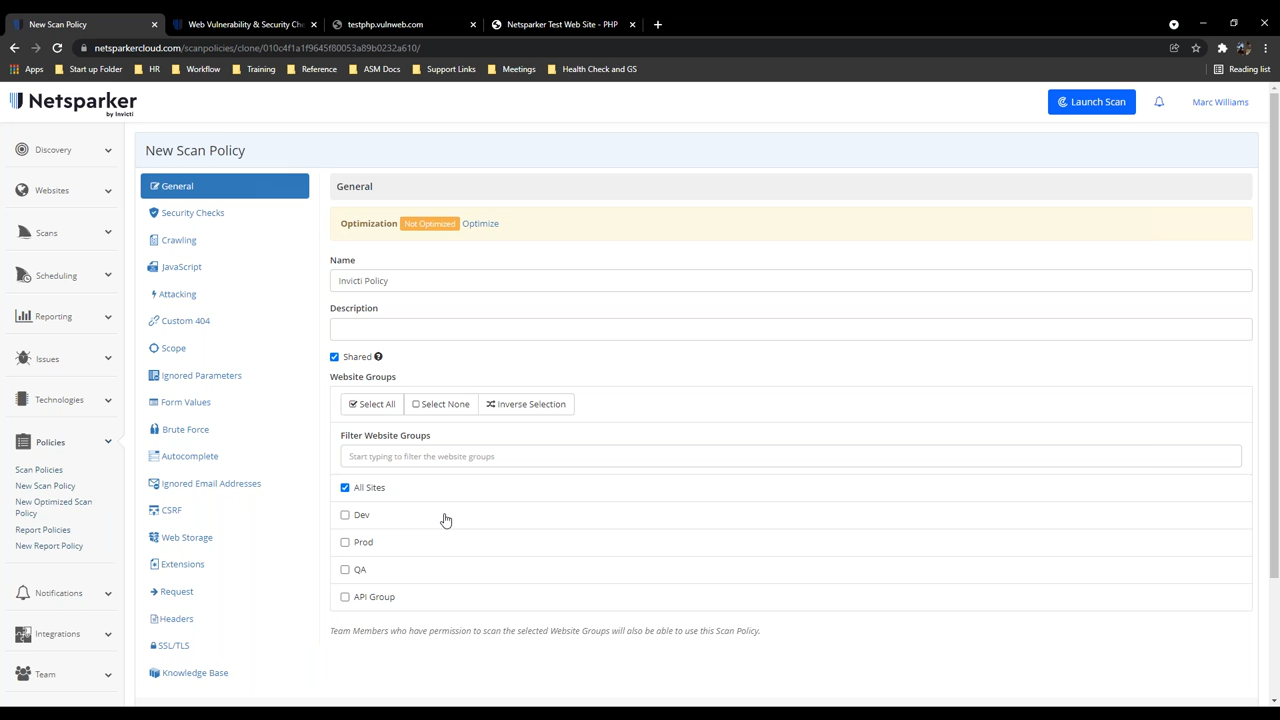 New Scan Policy
Web Vulnerability & Security Che
testphp.vulnweb.com
Netsparker Test Web Site - PHP
netsparkercloud.com/scanpolicies/clone/010c4f1a1f9645f80053a89b0232a610/
Apps
Start up Folder
HR
Workflow
Training
Reference
ASM Docs
Support Links
Meetings
Health Check and GS
Reading list
Netsparker
by Invicti
Launch Scan
Marc Williams
Discovery
Websites
Scans
Scheduling
Reporting
Issues
Technologies
Policies
Scan Policies
New Scan Policy
New Optimized Scan
Policy
Report Policies
New Report Policy
Notifications
Integrations
Team
New Scan Policy
General
Security Checks
Crawling
JavaScript
Attacking
Custom 404
Scope
Ignored Parameters
Form Values
Brute Force
Autocomplete
Ignored Email Addresses
CSRF
Web Storage
Extensions
Request
Headers
SSL/TLS
Knowledge Base
General
Optimization Not Optimized Optimize
Name
Invicti Policy
Description
Shared
Website Groups
Select All
Select None
Inverse Selection
Filter Website Groups
Start typing to filter the website groups
All Sites
Dev
Prod
QA
API Group
Team Members who have permission to scan the selected Website Groups will also be able to use this Scan Policy.